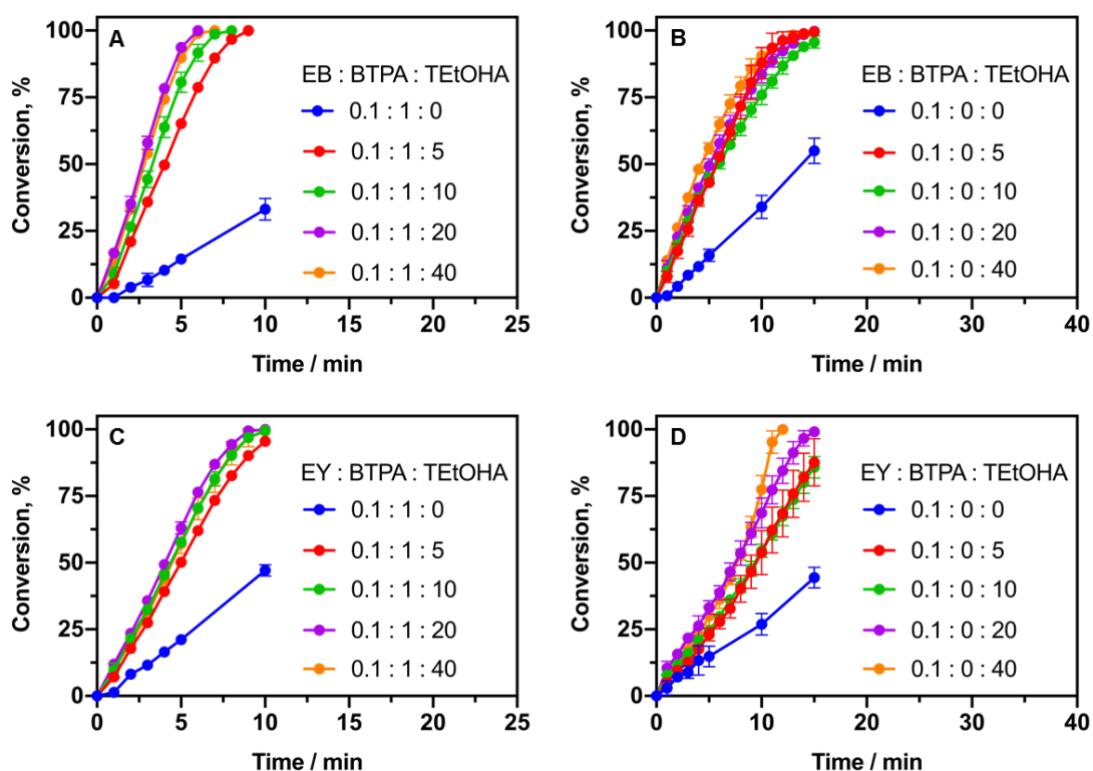 A
100
75
50
25
0
Conversion, %
EB : BTPA : TEtOHA
0.1 : 1 : 0
0.1 : 1 : 5
0.1 : 1 : 10
0.1 : 1 : 20
0.1 : 1 : 40
0 5 10 15 20 25
Time / min
B
100
75
50
25
0
Conversion, %
EB : BTPA : TEtOHA
0.1 : 0 : 0
0.1 : 0 : 5
0.1 : 0 : 10
0.1 : 0 : 20
0.1 : 0 : 40
0 10 20 30 40
Time / min
C
100
75
50
25
0
Conversion, %
EY : BTPA : TEtOHA
0.1 : 1 : 0
0.1 : 1 : 5
0.1 : 1 : 10
0.1 : 1 : 20
0.1 : 1 : 40
0 5 10 15 20 25
Time / min
D
100
75
50
25
0
Conversion, %
EY : BTPA : TEtOHA
0.1 : 0 : 0
0.1 : 0 : 5
0.1 : 0 : 10
0.1 : 0 : 20
0.1 : 0 : 40
0 10 20 30 40
Time / min